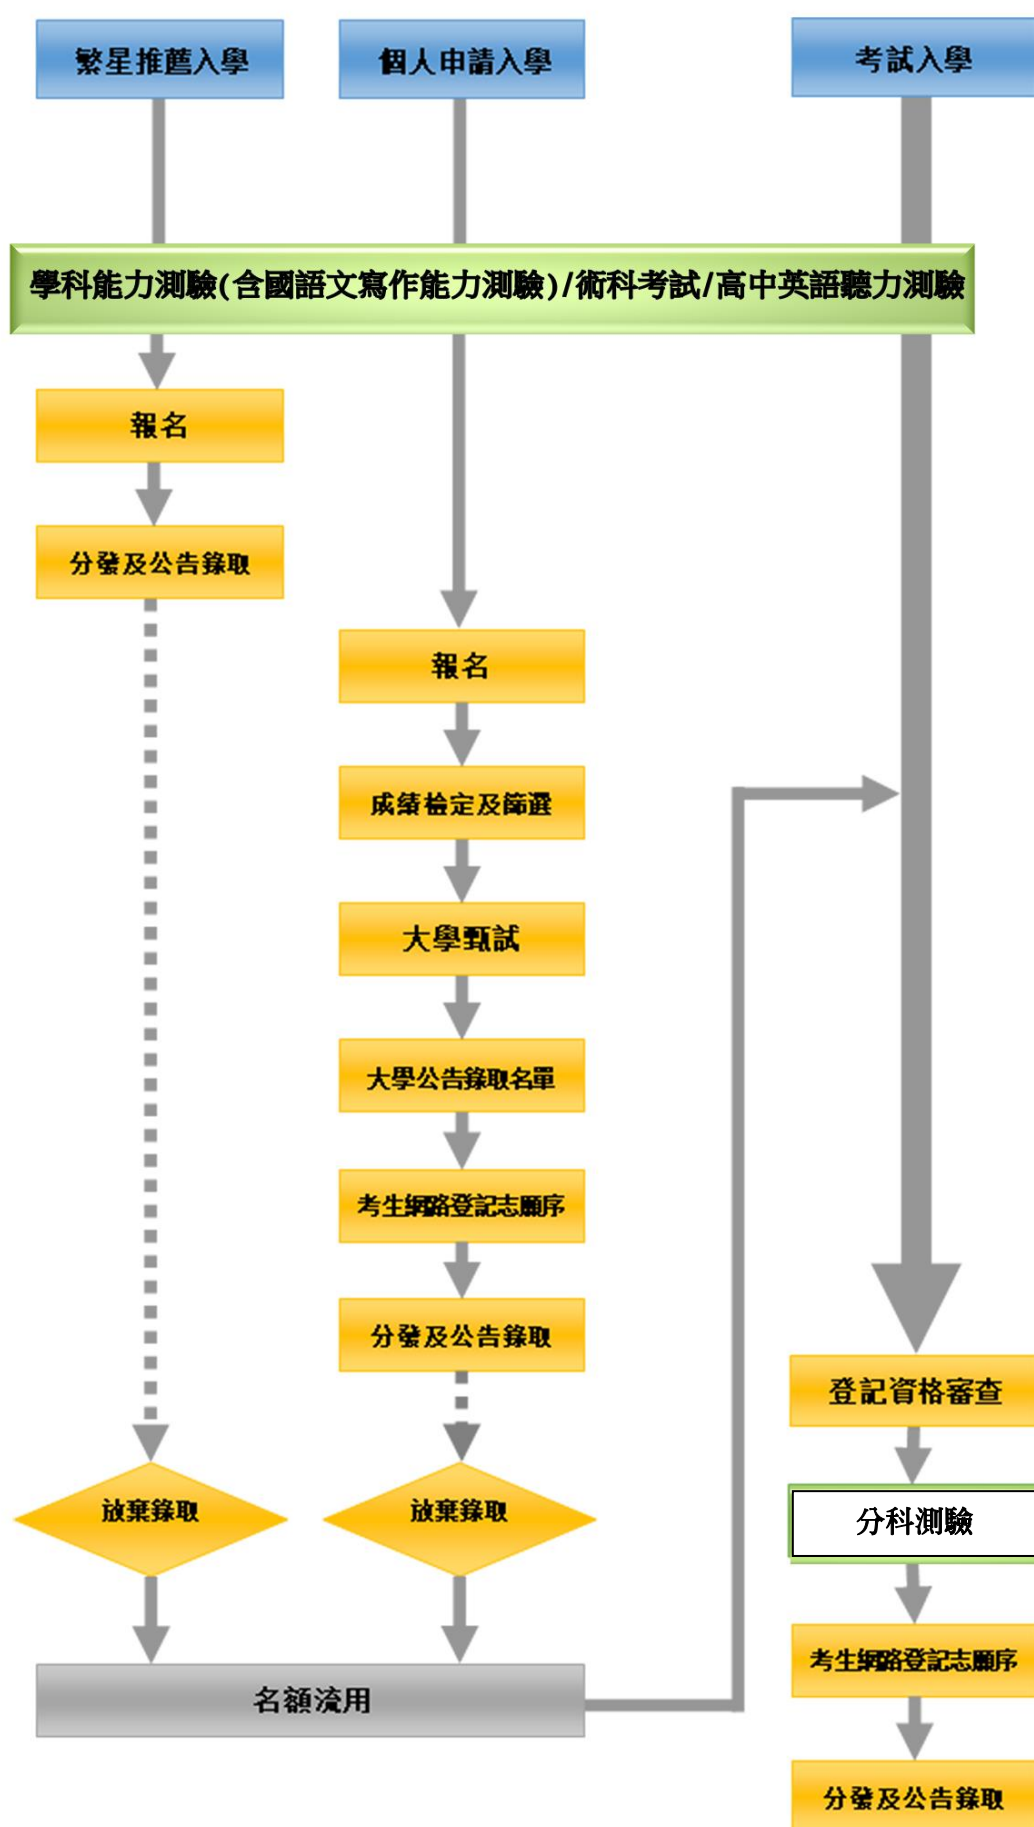 繁星推薦入學
個人申請入學
考試入學
學科能力測驗(含國語文寫作能力測驗)/術科考試/高中英語聽力測驗
報名
分發及公告錄取
報名
成績檢定及篩選
大學甄試
大學公告錄取名單
考生網路登記志願序
分發及公告錄取
放棄錄取
放棄錄取
名額流用
登記資格審查
分科測驗
考生網路登記志願序
分發及公告錄取